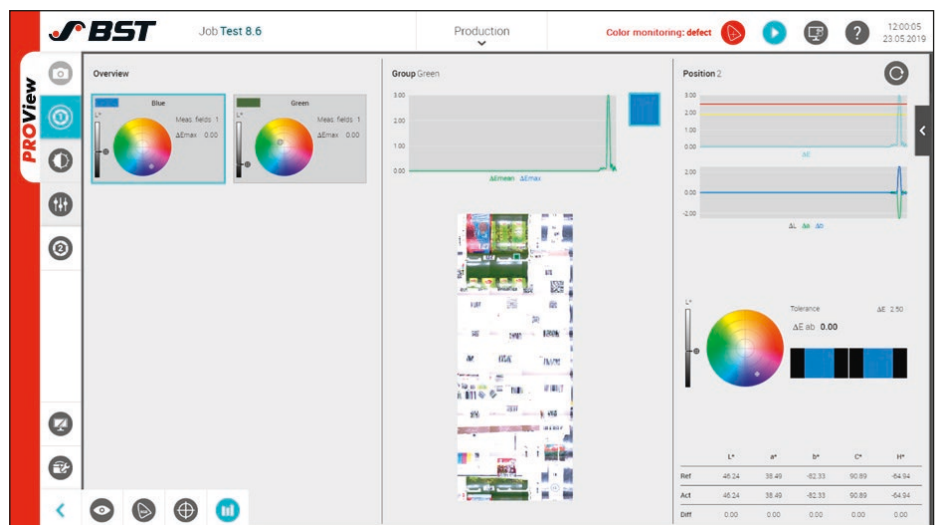 BST
Job Test 8.6
Production
Color monitoring: defect
?
12:00:05
23.05.2019
PROView
Overview
Blue
L*
Meas. fields 1
ΔEmax 0.00
Green
L*
Meas. fields 1
ΔEmax 0.00
1
2
Group Green
3.00
2.00
1.00
0.00
ΔEmean ΔEmax
Position 2
3.00
2.00
1.00
0.00
ΔE
2.00
0.00
-2.00
ΔL Δa Δb
L*
Tolerance ΔE 2.50
ΔE ab 0.00
L* a* b* C* H*
Ref 46.24 38.49 -82.33 90.89 -64.94
Act 46.24 38.49 -82.33 90.89 -64.94
Diff 0.00 0.00 0.00 0.00 0.00